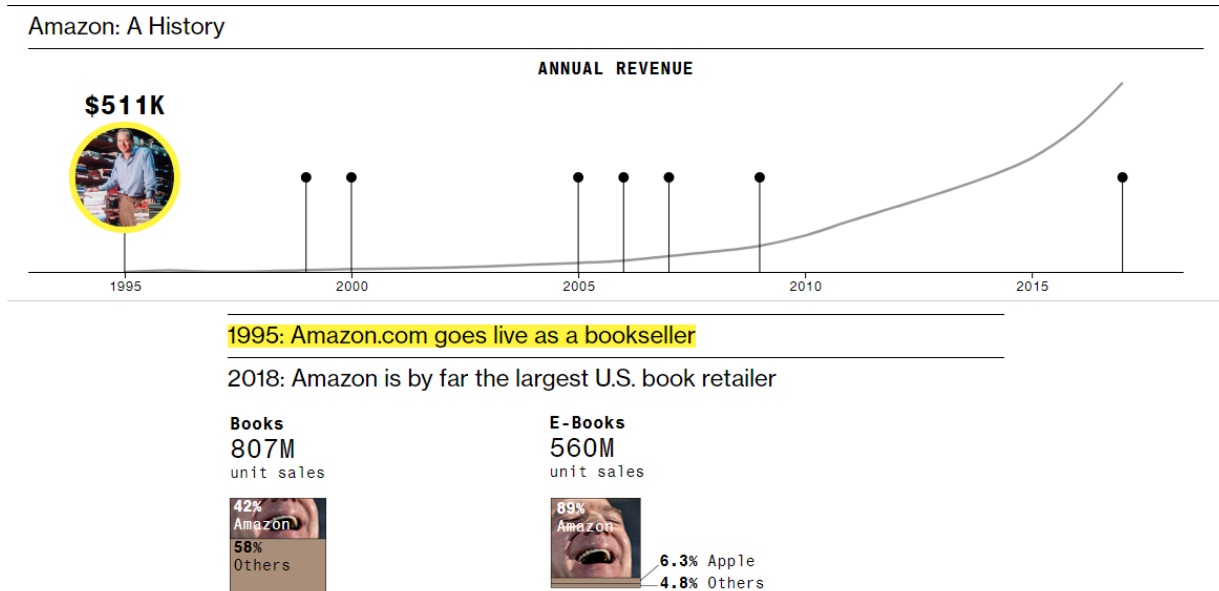 Amazon: A History
ANNUAL REVENUE
$511K
1995
2000
2005
2010
2015
1995: Amazon.com goes live as a bookseller
2018: Amazon is by far the largest U.S. book retailer
Books
807M
unit sales
42%
Amazon
58%
Others
E-Books
560M
unit sales
89%
Amazon
6.3% Apple
4.8% Others